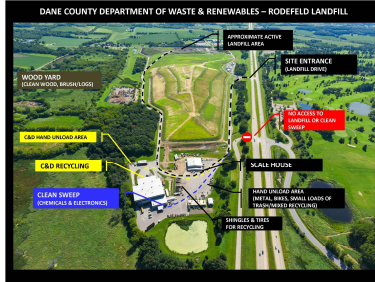 DANE COUNTY DEPARTMENT OF WASTE & RENEWABLES – RODEFELD LANDFILL
APPROXIMATE ACTIVE
LANDFILL AREA
SITE ENTRANCE
(LANDFILL DRIVE)
WOOD YARD
(CLEAN WOOD, BRUSH/LOGS)
NO ACCESS TO
LANDFILL OR CLEAN
SWEEP
C&D HAND UNLOAD AREA
C&D RECYCLING
SCALE HOUSE
CLEAN SWEEP
(CHEMICALS & ELECTRONICS)
HAND UNLOAD AREA
(METAL, BIKES, SMALL LOADS OF
TRASH/MIXED RECYCLING)
SHINGLES & TIRES
FOR RECYCLING